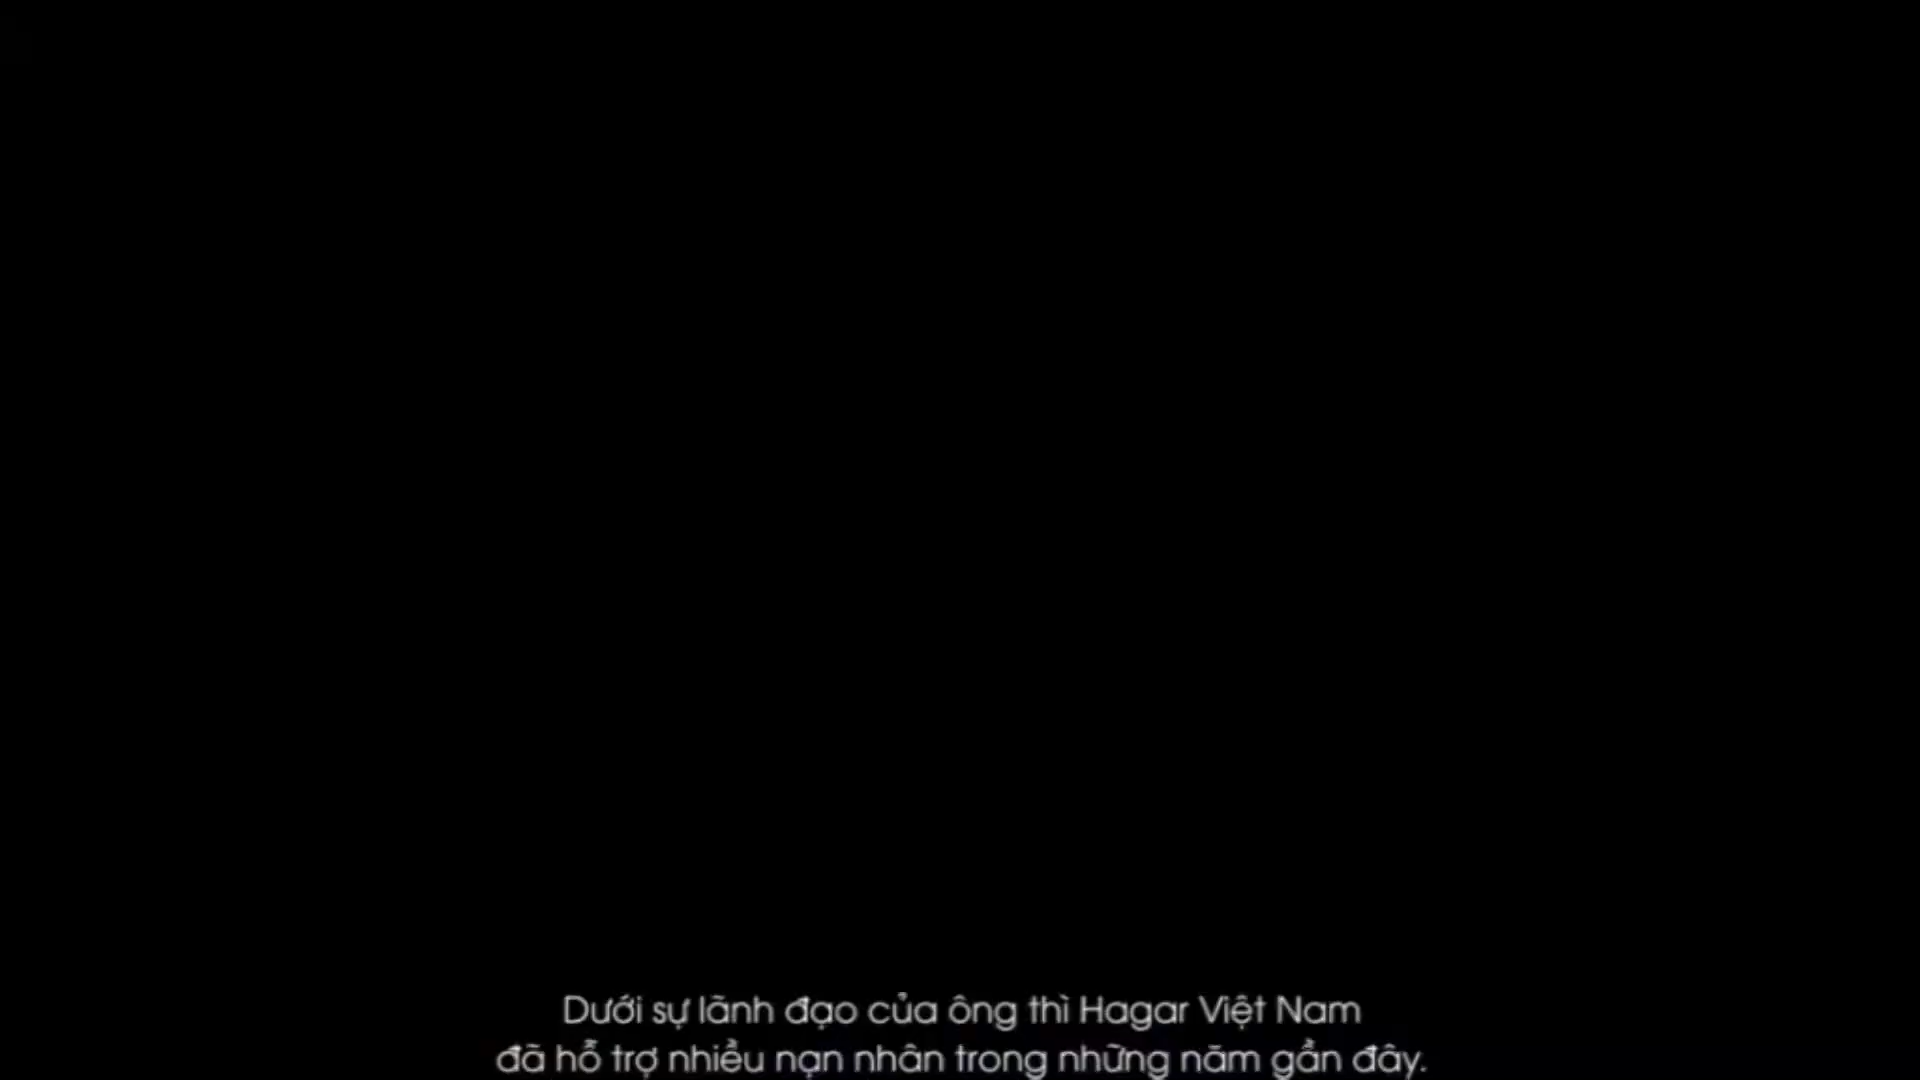 Dưới sự lãnh đạo của ông thì Hagar Việt Nam
đã hỗ trợ nhiều nạn nhân trong những năm gần đây.